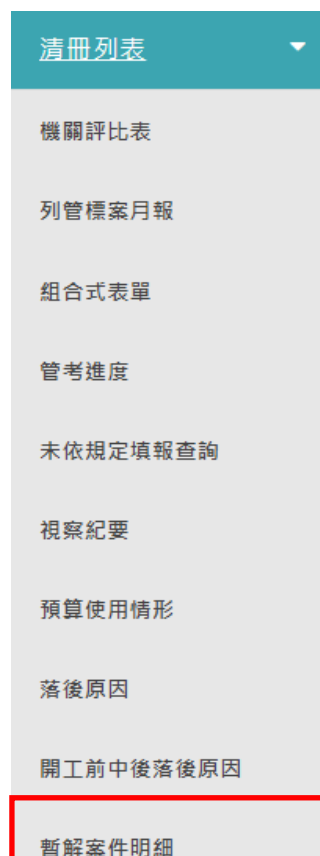 清冊列表
機關評比表
列管標案月報
組合式表單
管考進度
未依規定填報查詢
視察紀要
預算使用情形
落後原因
開工前中後落後原因
暫解案件明細